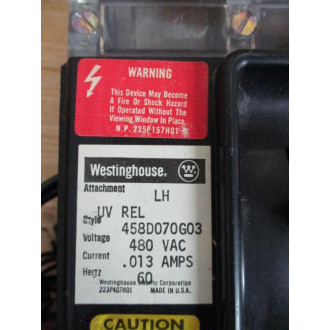 WARNING
This Device May Become
A Fire Or Shock Hazard
If Operated Without The
Viewing Window In Place.
N.P. 235P157H01
Westinghouse
W
Attachment LH
UV REL
Style 458D070G03
Voltage 480 VAC
Current .013 AMPS
Hertz 60
Westinghouse Electric Corporation
223P407H01 MADE IN U.S.A.
CAUTION